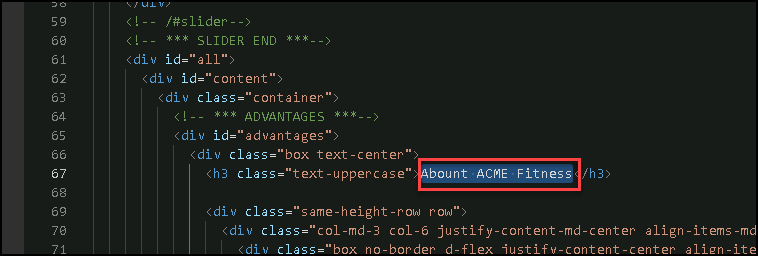 58 </div>
59 <!-- /#slider-->
60 <!-- *** SLIDER END ***-->
61 <div id="all">
62 <div id="content">
63 <div class="container">
64 <!-- *** ADVANTAGES ***-->
65 <div id="advantages">
66 <div class="box text-center">
67 <h3 class="text-uppercase">Abount ACME Fitness</h3>
68
69 <div class="same-height-row row">
70 <div class="col-md-3 col-6 justify-content-md-center align-items-md
71 <div class="box no-border d-flex justify-content-center align-items